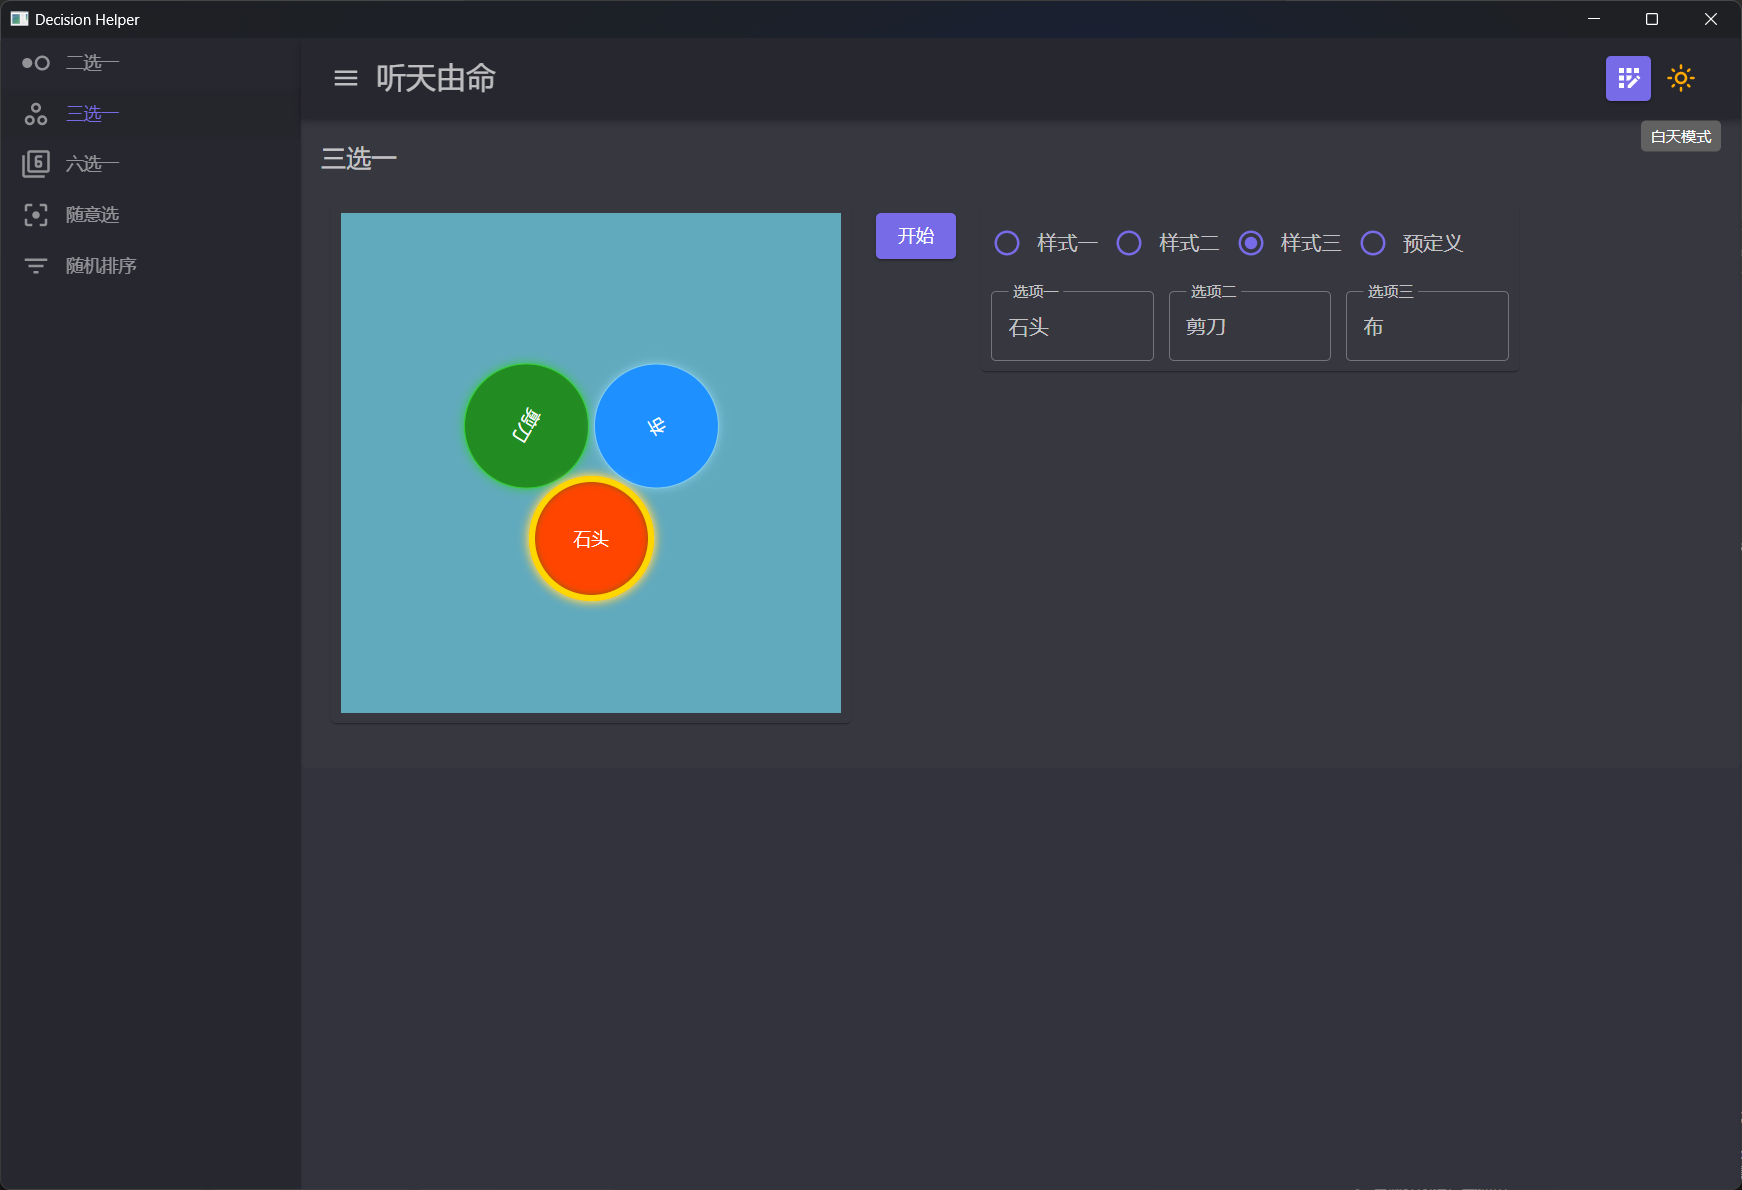 Decision Helper
二选一
三选一
六选一
随意选
随机排序
听天由命
白天模式
三选一
剪刀
布
石头
开始
样式一
样式二
样式三
预定义
选项一
石头
选项二
剪刀
选项三
布